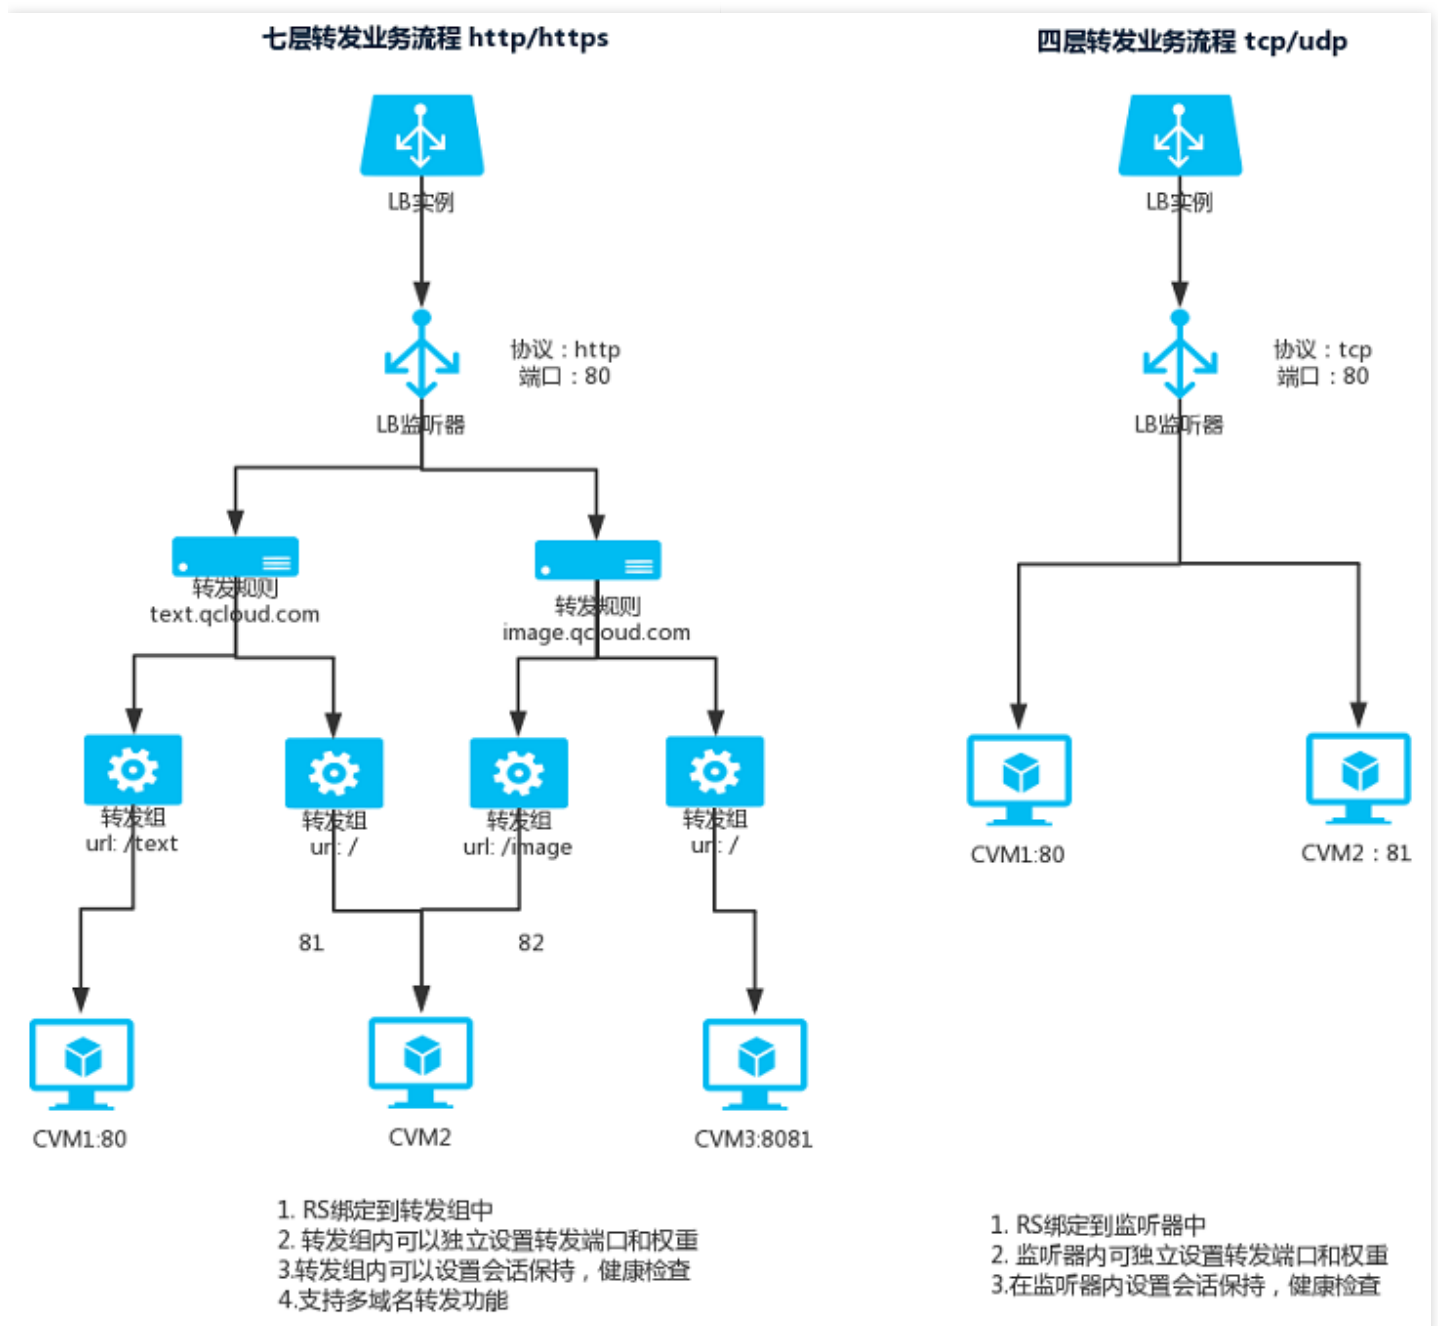 七层转发业务流程 http/https
LB实例
协议：http
端口：80
LB监听器
转发规则
text.qcloud.com
转发规则
image.qcloud.com
转发组
url: /text
转发组
url: /
转发组
url: /image
转发组
url: /
81
82
CVM1:80
CVM2
CVM3:8081
1. RS绑定到转发组中
2. 转发组内可以独立设置转发端口和权重
3.转发组内可以设置会话保持，健康检查
4.支持多域名转发功能
四层转发业务流程 tcp/udp
LB实例
协议：tcp
端口：80
LB监听器
CVM1:80
CVM2：81
1. RS绑定到监听器中
2. 监听器内可独立设置转发端口和权重
3.在监听器内设置会话保持，健康检查